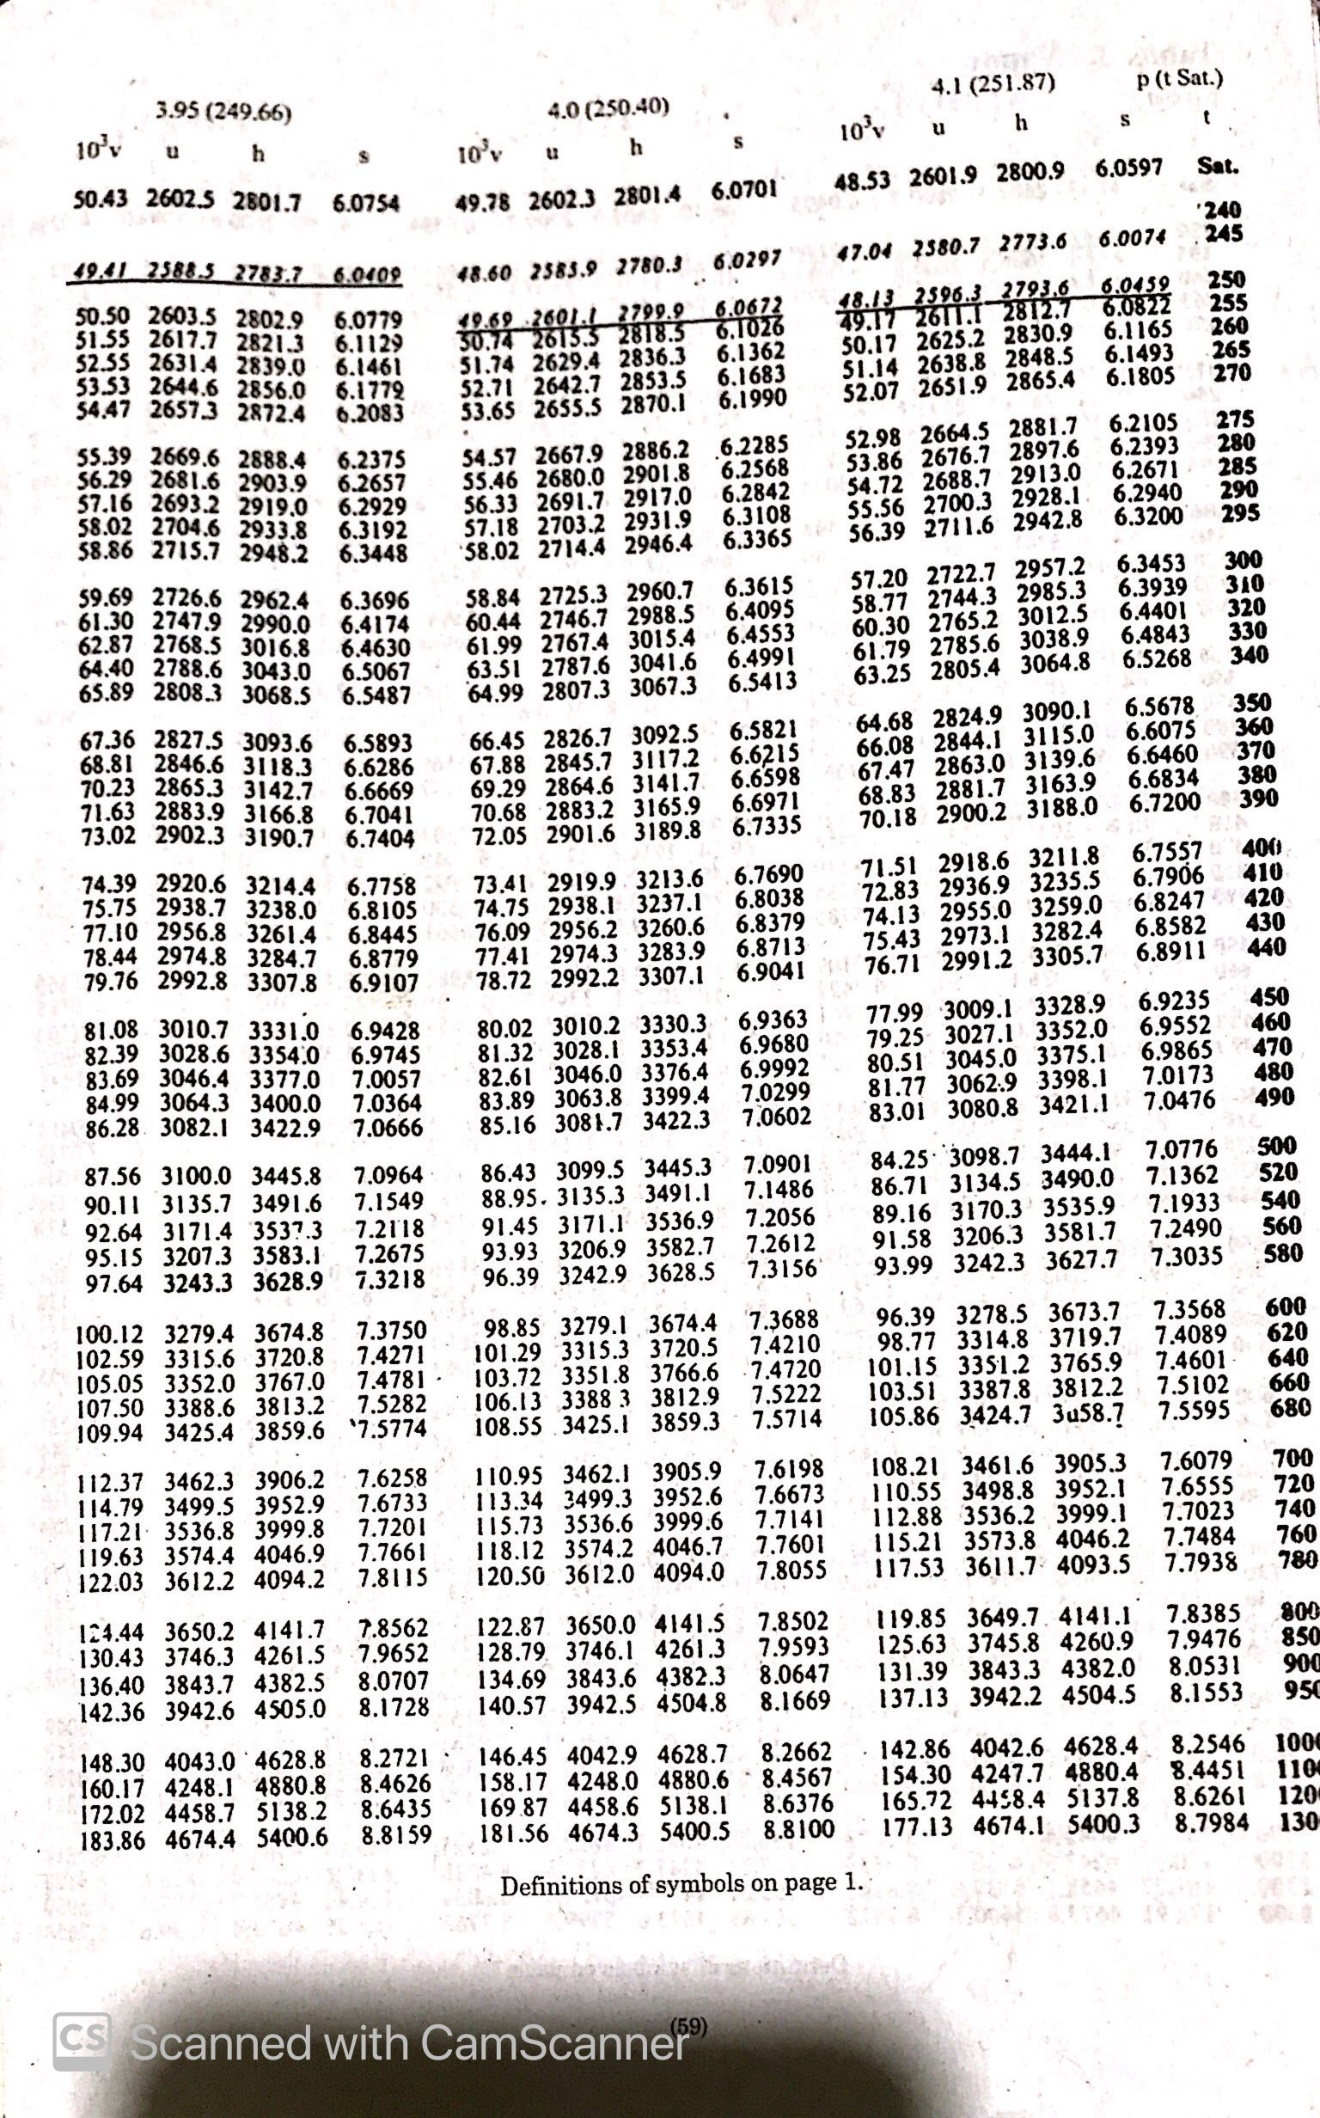 3.95 (249.66) 4.0 (250.40) 4.1 (251.87) p (t Sat.)
10³v u h s 10³v u h s 10³v u h s t
50.43 2602.5 2801.7 6.0754 49.78 2602.3 2801.4 6.0701 48.53 2601.9 2800.9 6.0597 Sat.
240
49.41 2588.5 2783.7 6.0409 48.60 2585.9 2780.3 6.0297 47.04 2580.7 2773.6 6.0074 245
50.50 2603.5 2802.9 6.0779 49.69 2601.1 2799.9 6.0672 48.13 2596.3 2793.6 6.0459 250
51.55 2617.7 2821.3 6.1129 50.74 2615.5 2818.5 6.1026 49.17 2611.1 2812.7 6.0822 255
52.55 2631.4 2839.0 6.1461 51.74 2629.4 2836.3 6.1362 50.17 2625.2 2830.9 6.1165 260
53.53 2644.6 2856.0 6.1779 52.71 2642.7 2853.5 6.1683 51.14 2638.8 2848.5 6.1493 265
54.47 2657.3 2872.4 6.2083 53.65 2655.5 2870.1 6.1990 52.07 2651.9 2865.4 6.1805 270
55.39 2669.6 2888.4 6.2375 54.57 2667.9 2886.2 6.2285 52.98 2664.5 2881.7 6.2105 275
56.29 2681.6 2903.9 6.2657 55.46 2680.0 2901.8 6.2568 53.86 2676.7 2897.6 6.2393 280
57.16 2693.2 2919.0 6.2929 56.33 2691.7 2917.0 6.2842 54.72 2688.7 2913.0 6.2671 285
58.02 2704.6 2933.8 6.3192 57.18 2703.2 2931.9 6.3108 55.56 2700.3 2928.1 6.2940 290
58.86 2715.7 2948.2 6.3448 58.02 2714.4 2946.4 6.3365 56.39 2711.6 2942.8 6.3200 295
59.69 2726.6 2962.4 6.3696 58.84 2725.3 2960.7 6.3615 57.20 2722.7 2957.2 6.3453 300
61.30 2747.9 2990.0 6.4174 60.44 2746.7 2988.5 6.4095 58.77 2744.3 2985.3 6.3939 310
62.87 2768.5 3016.8 6.4630 61.99 2767.4 3015.4 6.4553 60.30 2765.2 3012.5 6.4401 320
64.40 2788.6 3043.0 6.5067 63.51 2787.6 3041.6 6.4991 61.79 2785.6 3038.9 6.4843 330
65.89 2808.3 3068.5 6.5487 64.99 2807.3 3067.3 6.5413 63.25 2805.4 3064.8 6.5268 340
67.36 2827.5 3093.6 6.5893 66.45 2826.7 3092.5 6.5821 64.68 2824.9 3090.1 6.5678 350
68.81 2846.6 3118.3 6.6286 67.88 2845.7 3117.2 6.6215 66.08 2844.1 3115.0 6.6075 360
70.23 2865.3 3142.7 6.6669 69.29 2864.6 3141.7 6.6598 67.47 2863.0 3139.6 6.6460 370
71.63 2883.9 3166.8 6.7041 70.68 2883.2 3165.9 6.6971 68.83 2881.7 3163.9 6.6834 380
73.02 2902.3 3190.7 6.7404 72.05 2901.6 3189.8 6.7335 70.18 2900.2 3188.0 6.7200 390
74.39 2920.6 3214.4 6.7758 73.41 2919.9 3213.6 6.7690 71.51 2918.6 3211.8 6.7557 400
75.75 2938.7 3238.0 6.8105 74.75 2938.1 3237.1 6.8038 72.83 2936.9 3235.5 6.7906 410
77.10 2956.8 3261.4 6.8445 76.09 2956.2 3260.6 6.8379 74.13 2955.0 3259.0 6.8247 420
78.44 2974.8 3284.7 6.8779 77.41 2974.3 3283.9 6.8713 75.43 2973.1 3282.4 6.8582 430
79.76 2992.8 3307.8 6.9107 78.72 2992.2 3307.1 6.9041 76.71 2991.2 3305.7 6.8911 440
81.08 3010.7 3331.0 6.9428 80.02 3010.2 3330.3 6.9363 77.99 3009.1 3328.9 6.9235 450
82.39 3028.6 3354.0 6.9745 81.32 3028.1 3353.4 6.9680 79.25 3027.1 3352.0 6.9552 460
83.69 3046.4 3377.0 7.0057 82.61 3046.0 3376.4 6.9992 80.51 3045.0 3375.1 6.9865 470
84.99 3064.3 3400.0 7.0364 83.89 3063.8 3399.4 7.0299 81.77 3062.9 3398.1 7.0173 480
86.28 3082.1 3422.9 7.0666 85.16 3081.7 3422.3 7.0602 83.01 3080.8 3421.1 7.0476 490
87.56 3100.0 3445.8 7.0964 86.43 3099.5 3445.3 7.0901 84.25 3098.7 3444.1 7.0776 500
90.11 3135.7 3491.6 7.1549 88.95 3135.3 3491.1 7.1486 86.71 3134.5 3490.0 7.1362 520
92.64 3171.4 3537.3 7.2118 91.45 3171.1 3536.9 7.2056 89.16 3170.3 3535.9 7.1933 540
95.15 3207.3 3583.1 7.2675 93.93 3206.9 3582.7 7.2612 91.58 3206.3 3581.7 7.2490 560
97.64 3243.3 3628.9 7.3218 96.39 3242.9 3628.5 7.3156 93.99 3242.3 3627.7 7.3035 580
100.12 3279.4 3674.8 7.3750 98.85 3279.1 3674.4 7.3688 96.39 3278.5 3673.7 7.3568 600
102.59 3315.6 3720.8 7.4271 101.29 3315.3 3720.5 7.4210 98.77 3314.8 3719.7 7.4089 620
105.05 3352.0 3767.0 7.4781 103.72 3351.8 3766.6 7.4720 101.15 3351.2 3765.9 7.4601 640
107.50 3388.6 3813.2 7.5282 106.13 3388 3 3812.9 7.5222 103.51 3387.8 3812.2 7.5102 660
109.94 3425.4 3859.6 7.5774 108.55 3425.1 3859.3 7.5714 105.86 3424.7 3u58.7 7.5595 680
112.37 3462.3 3906.2 7.6258 110.95 3462.1 3905.9 7.6198 108.21 3461.6 3905.3 7.6079 700
114.79 3499.5 3952.9 7.6733 113.34 3499.3 3952.6 7.6673 110.55 3498.8 3952.1 7.6555 720
117.21 3536.8 3999.8 7.7201 115.73 3536.6 3999.6 7.7141 112.88 3536.2 3999.1 7.7023 740
119.63 3574.4 4046.9 7.7661 118.12 3574.2 4046.7 7.7601 115.21 3573.8 4046.2 7.7484 760
122.03 3612.2 4094.2 7.8115 120.50 3612.0 4094.0 7.8055 117.53 3611.7 4093.5 7.7938 780
124.44 3650.2 4141.7 7.8562 122.87 3650.0 4141.5 7.8502 119.85 3649.7 4141.1 7.8385 800
130.43 3746.3 4261.5 7.9652 128.79 3746.1 4261.3 7.9593 125.63 3745.8 4260.9 7.9476 850
136.40 3843.7 4382.5 8.0707 134.69 3843.6 4382.3 8.0647 131.39 3843.3 4382.0 8.0531 900
142.36 3942.6 4505.0 8.1728 140.57 3942.5 4504.8 8.1669 137.13 3942.2 4504.5 8.1553 950
148.30 4043.0 4628.8 8.2721 146.45 4042.9 4628.7 8.2662 142.86 4042.6 4628.4 8.2546 1000
160.17 4248.1 4880.8 8.4626 158.17 4248.0 4880.6 8.4567 154.30 4247.7 4880.4 8.4451 1100
172.02 4458.7 5138.2 8.6435 169.87 4458.6 5138.1 8.6376 165.72 4458.4 5137.8 8.6261 120
183.86 4674.4 5400.6 8.8159 181.56 4674.3 5400.5 8.8100 177.13 4674.1 5400.3 8.7984 130
Definitions of symbols on page 1.
(59)
CS Scanned with CamScanner